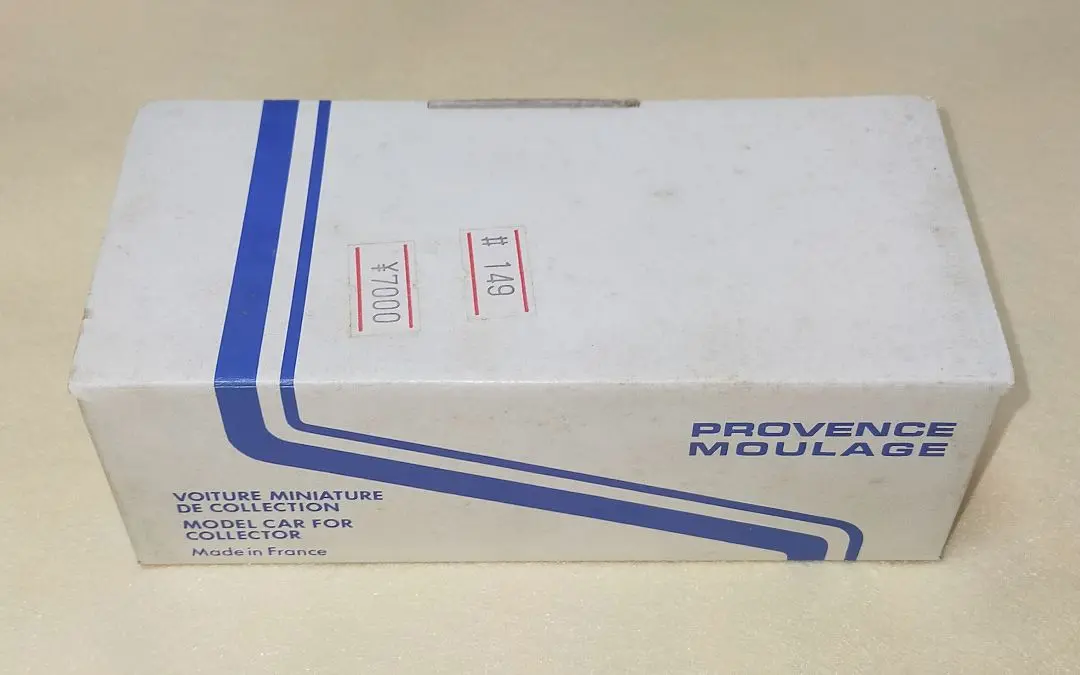 ¥7000
# 149
PROVENCE
MOULAGE
VOITURE MINIATURE
DE COLLECTION
MODEL CAR FOR
COLLECTOR
Made in France